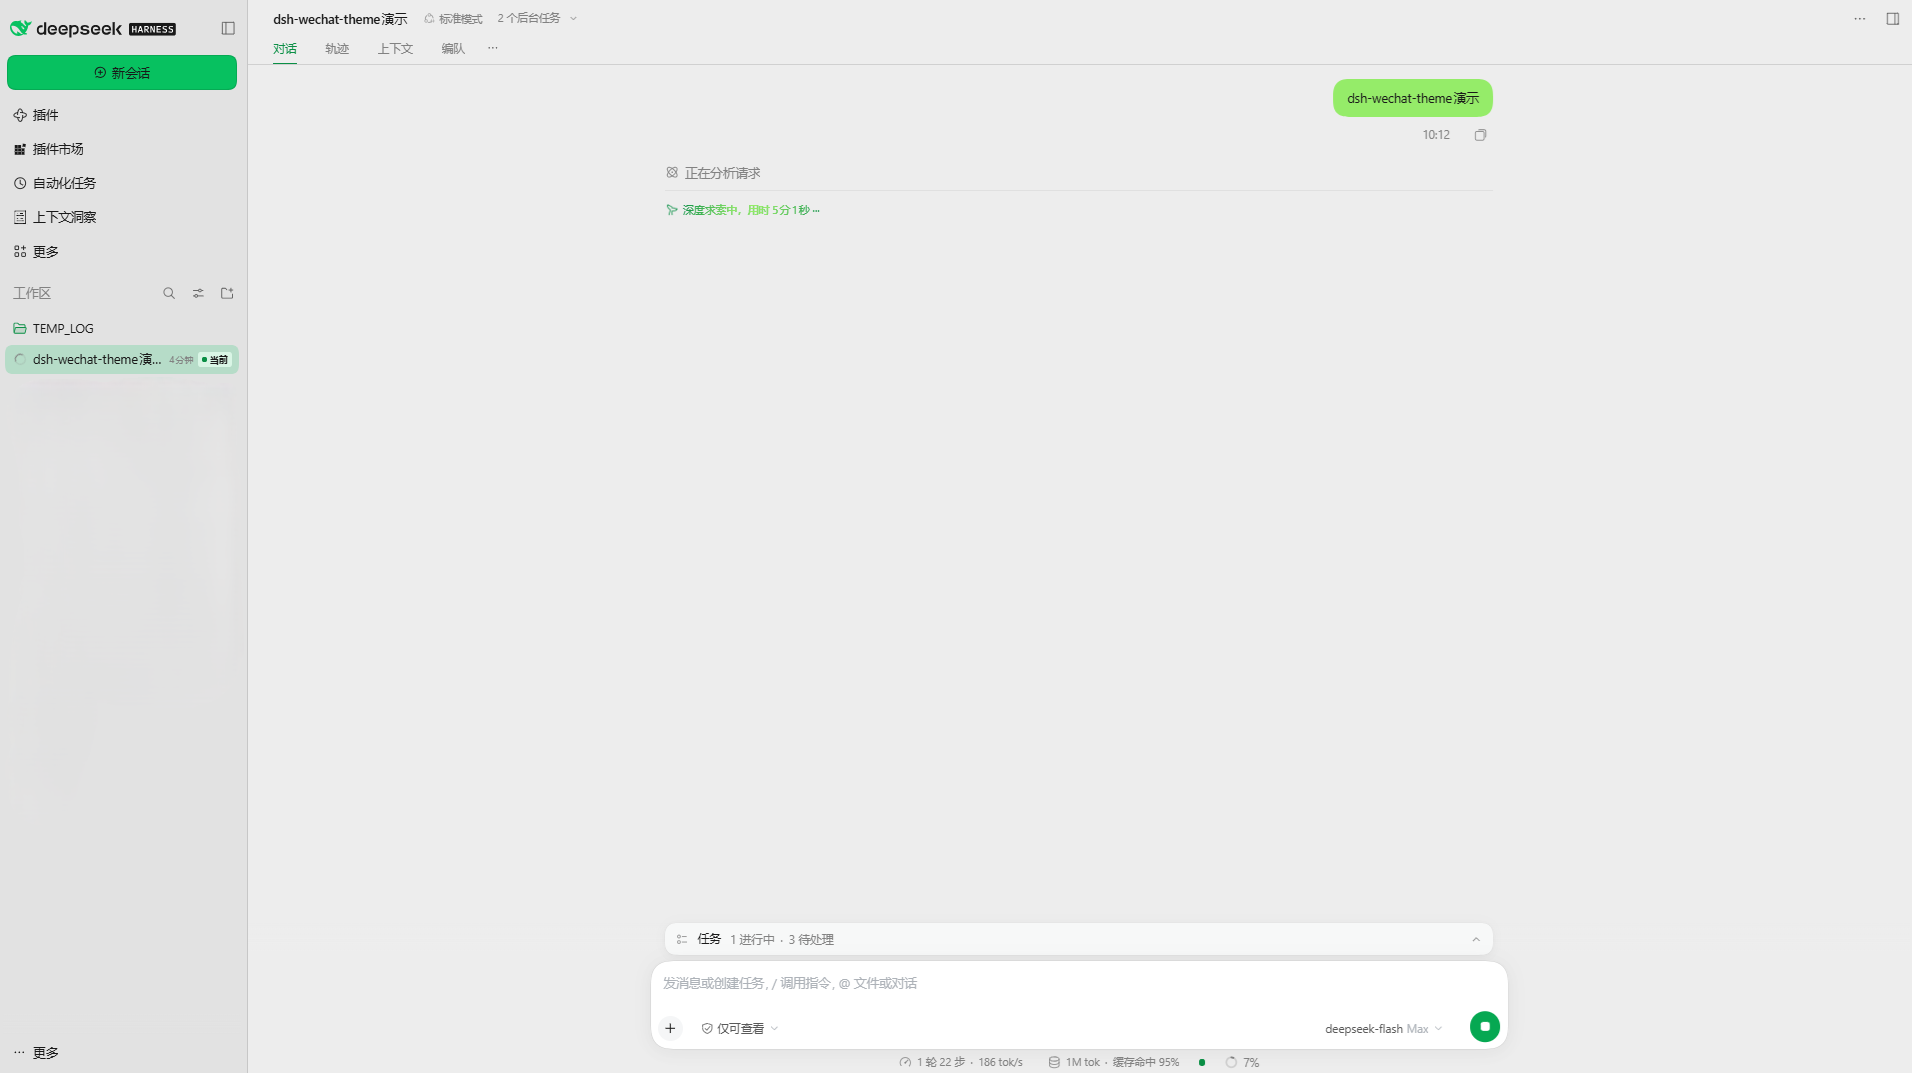 deepseek HARNESS
新会话
插件
插件市场
自动化任务
上下文洞察
更多
工作区
TEMP_LOG
dsh-wechat-theme演... 4分钟 当前
更多
dsh-wechat-theme演示 标准模式 2 个后台任务
对话 轨迹 上下文 编队 ...
dsh-wechat-theme演示
10:12
正在分析请求
深度求索中，用时 5分1秒 ...
任务 1 进行中 · 3 待处理
发消息或创建任务, / 调用指令, @ 文件或对话
仅可查看
deepseek-flash Max
1 轮 22 步 · 186 tok/s 1M tok · 缓存命中 95% 7%